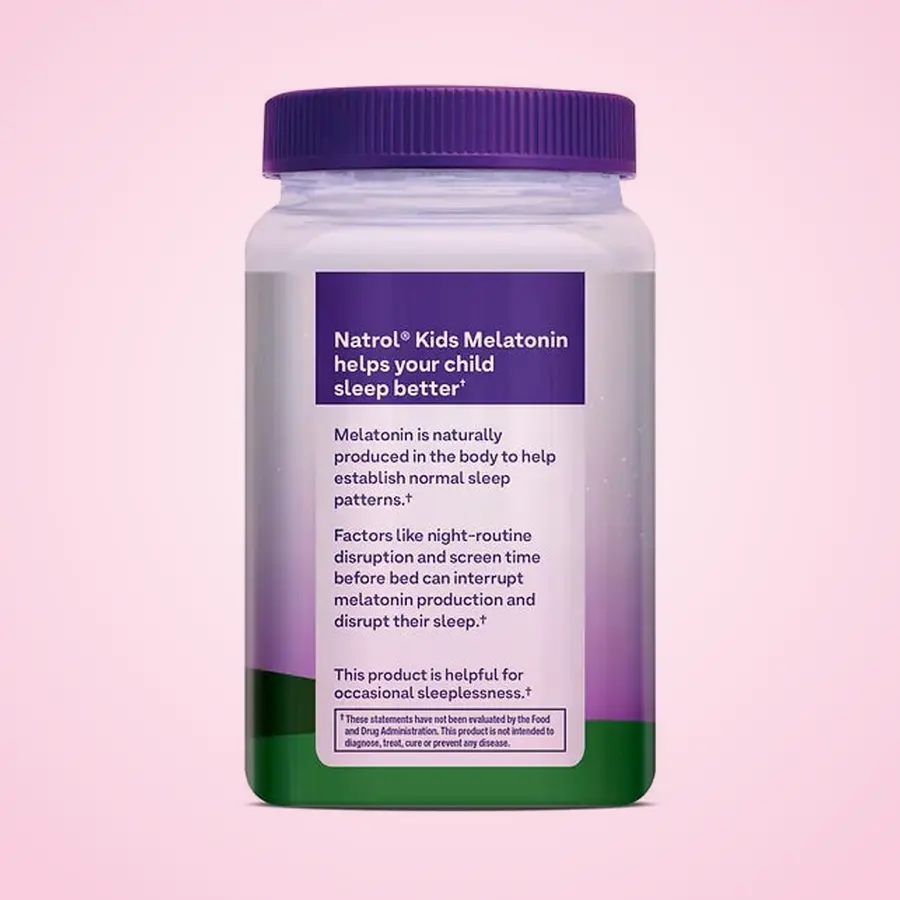 Natrol® Kids Melatonin
helps your child
sleep better†
Melatonin is naturally
produced in the body to help
establish normal sleep
patterns.†
Factors like night-routine
disruption and screen time
before bed can interrupt
melatonin production and
disrupt their sleep.†
This product is helpful for
occasional sleeplessness.†
† These statements have not been evaluated by the Food
and Drug Administration. This product is not intended to
diagnose, treat, cure or prevent any disease.